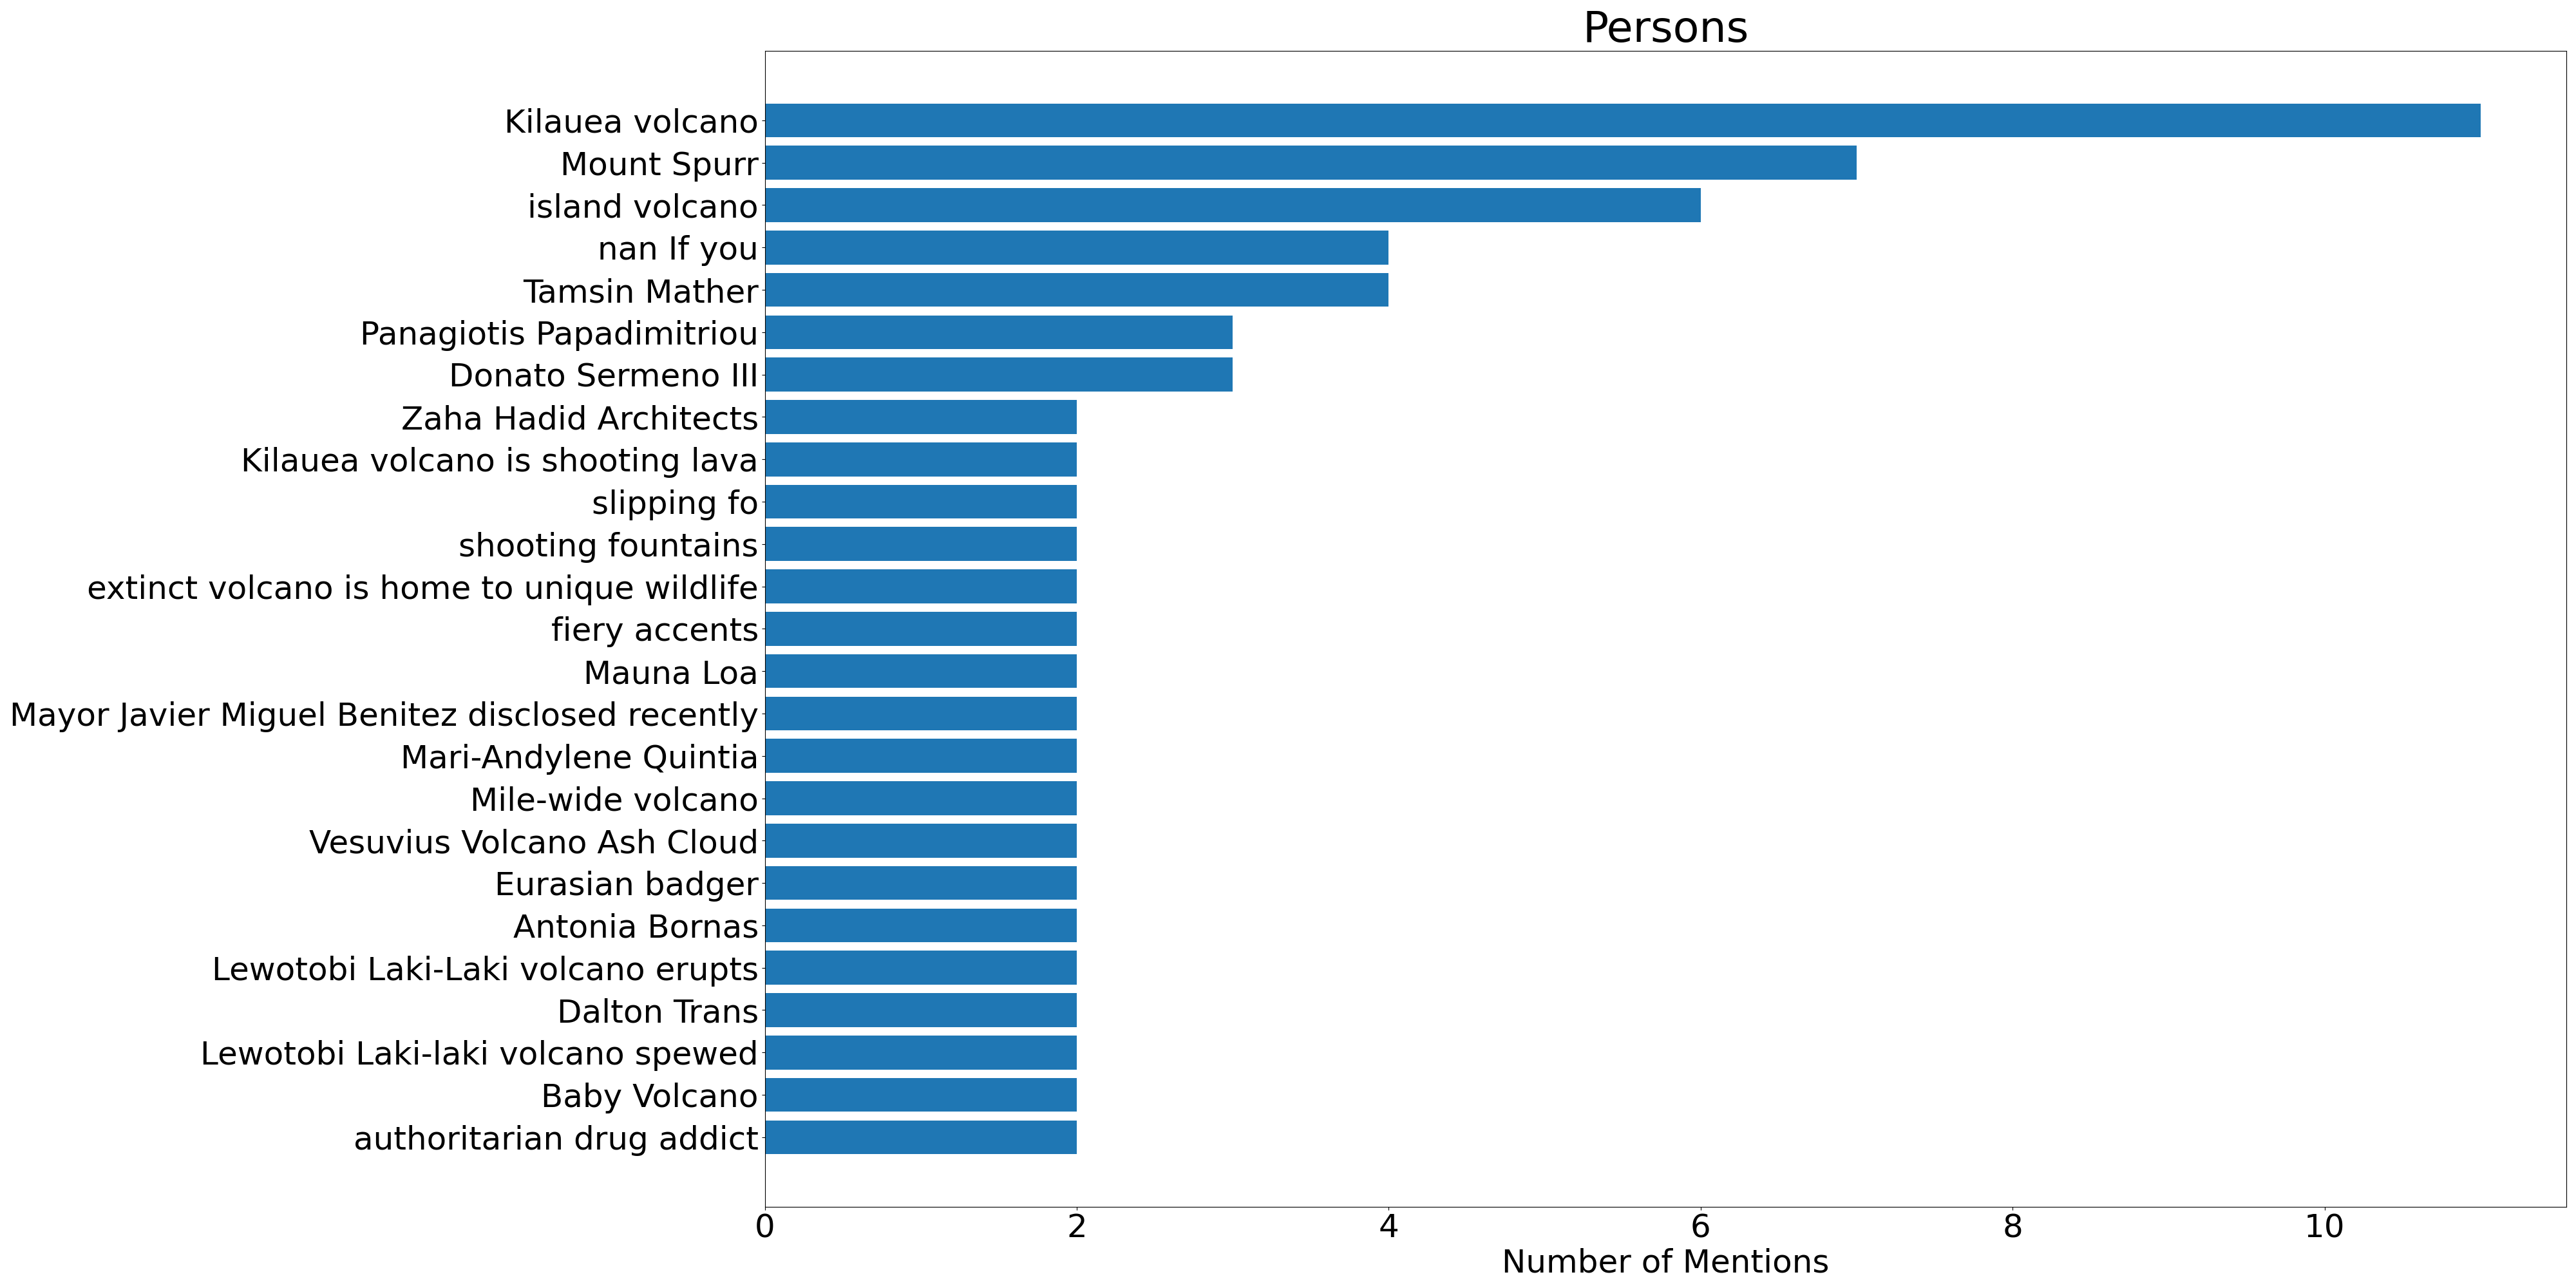 Persons
Kilauea volcano
Mount Spurr
island volcano
nan If you
Tamsin Mather
Panagiotis Papadimitriou
Donato Sermeno III
Zaha Hadid Architects
Kilauea volcano is shooting lava
slipping fo
shooting fountains
extinct volcano is home to unique wildlife
fiery accents
Mauna Loa
Mayor Javier Miguel Benitez disclosed recently
Mari-Andylene Quintia
Mile-wide volcano
Vesuvius Volcano Ash Cloud
Eurasian badger
Antonia Bornas
Lewotobi Laki-Laki volcano erupts
Dalton Trans
Lewotobi Laki-laki volcano spewed
Baby Volcano
authoritarian drug addict
0 2 4 6 8 10
Number of Mentions